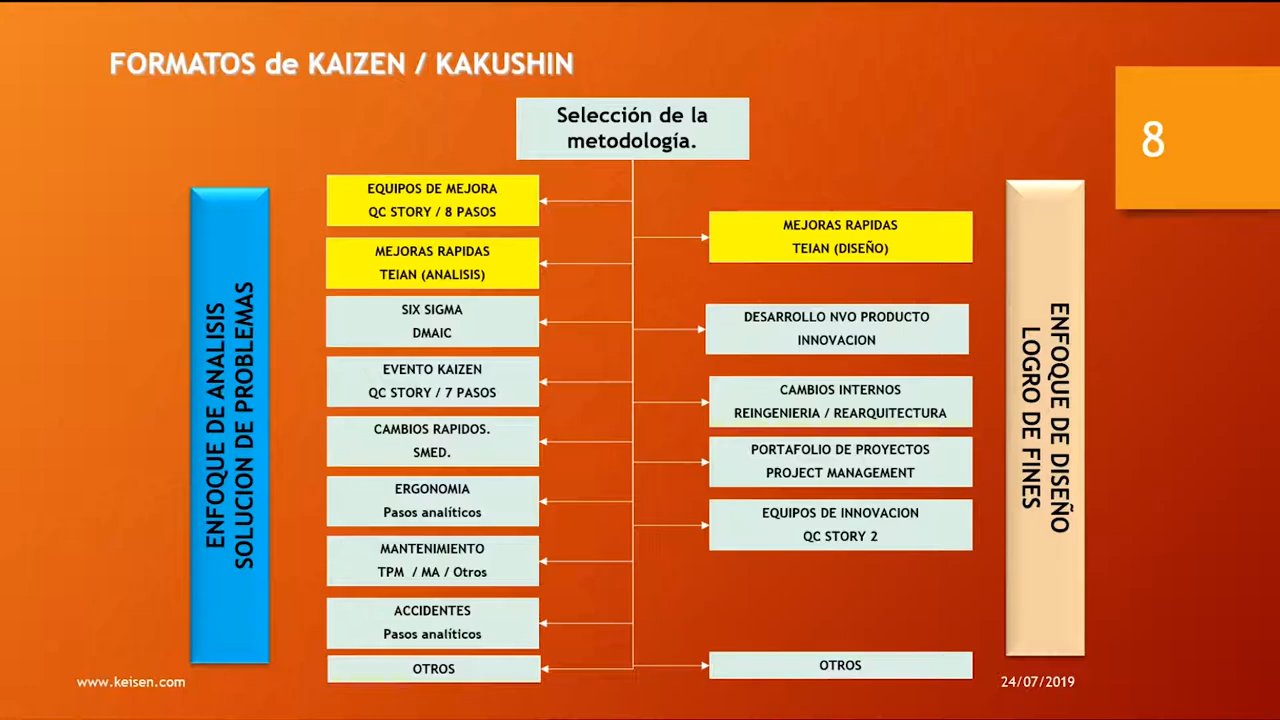 FORMATOS de KAIZEN / KAKUSHIN
8
Selección de la
metodología.
ENFOQUE DE ANALISIS
SOLUCION DE PROBLEMAS
EQUIPOS DE MEJORA
QC STORY / 8 PASOS
MEJORAS RAPIDAS
TEIAN (ANALISIS)
SIX SIGMA
DMAIC
EVENTO KAIZEN
QC STORY / 7 PASOS
CAMBIOS RAPIDOS.
SMED.
ERGONOMIA
Pasos analíticos
MANTENIMIENTO
TPM / MA / Otros
ACCIDENTES
Pasos analíticos
OTROS
MEJORAS RAPIDAS
TEIAN (DISEÑO)
DESARROLLO NVO PRODUCTO
INNOVACION
CAMBIOS INTERNOS
REINGENIERIA / REARQUITECTURA
PORTAFOLIO DE PROYECTOS
PROJECT MANAGEMENT
EQUIPOS DE INNOVACION
QC STORY 2
OTROS
ENFOQUE DE DISEÑO
LOGRO DE FINES
www.keisen.com
24/07/2019